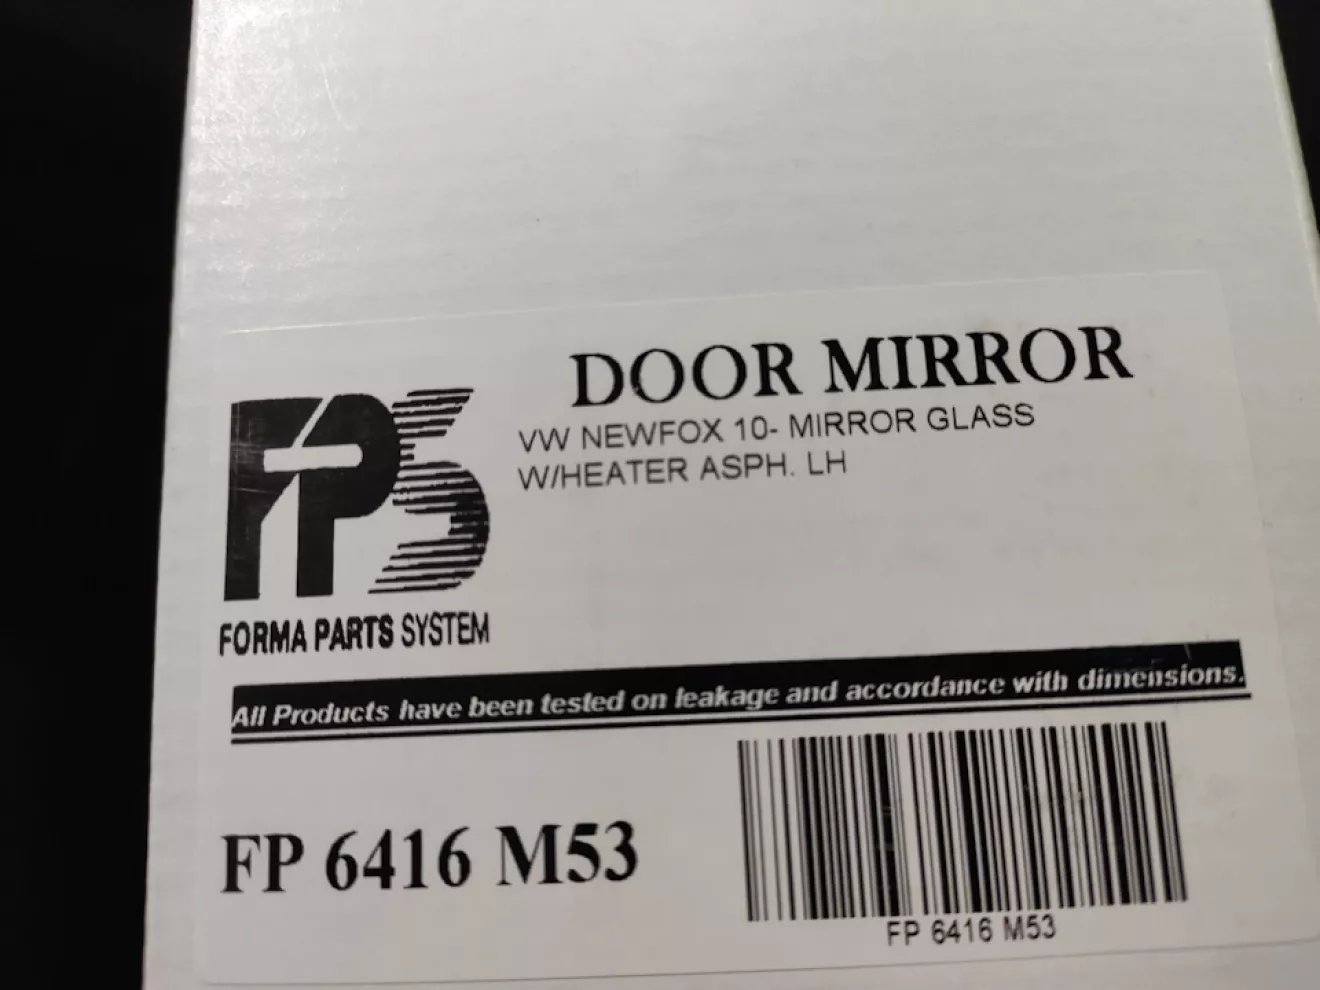 DOOR MIRROR
VW NEWFOX 10- MIRROR GLASS
W/HEATER ASPH. LH
FPS
FORMA PARTS SYSTEM
All Products have been tested on leakage and accordance with dimensions.
FP 6416 M53
FP 6416 M53